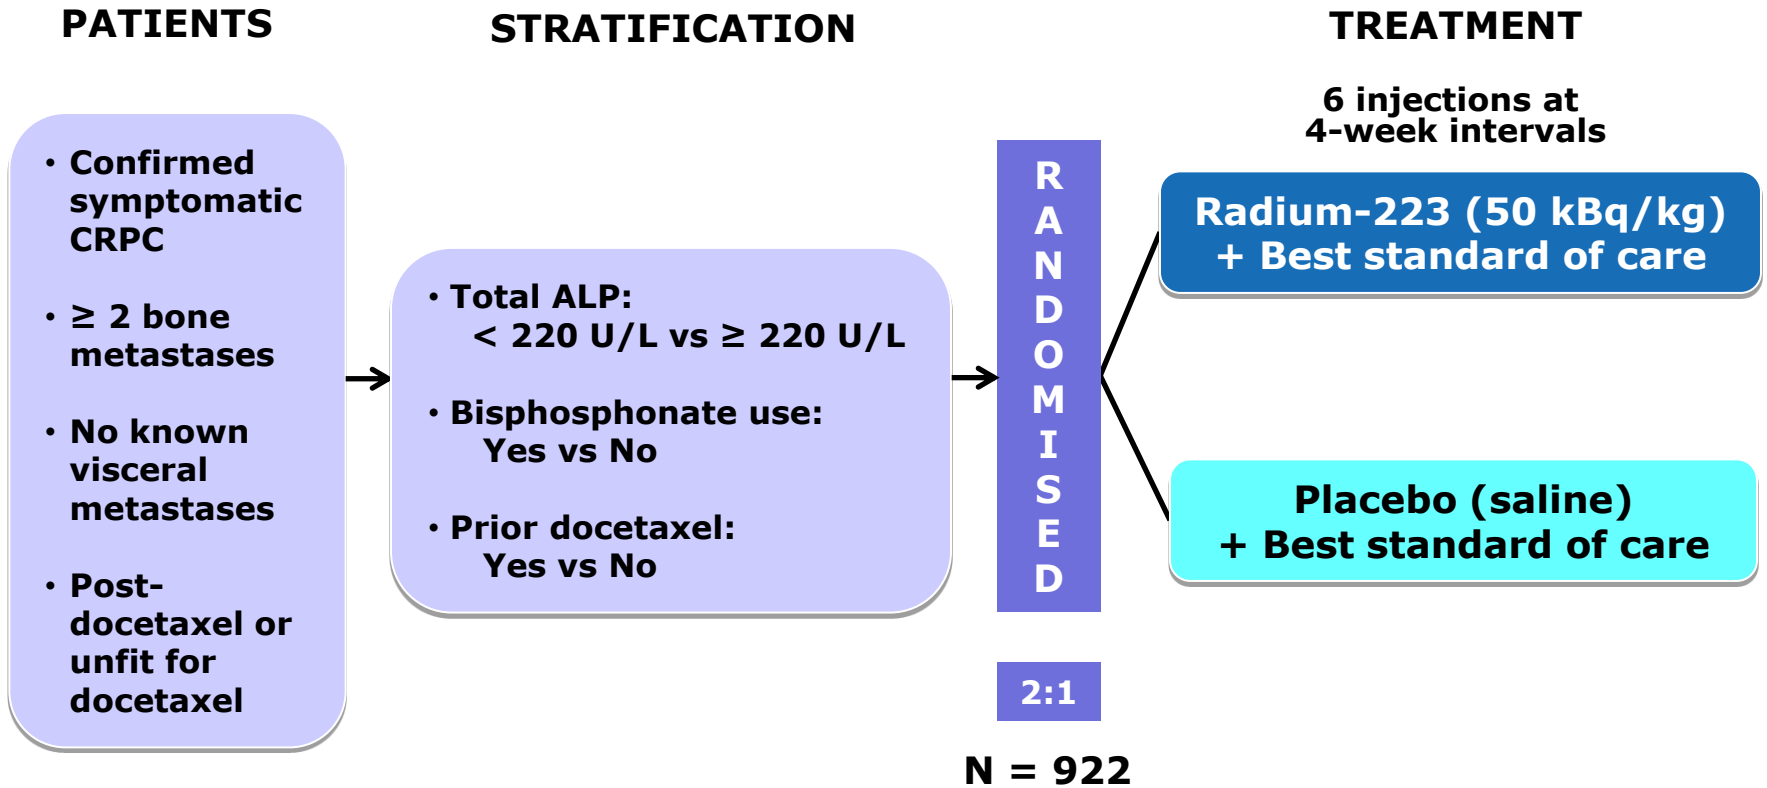 PATIENTS
• Confirmed
symptomatic
CRPC
• ≥ 2 bone
metastases
• No known
visceral
metastases
• Post-
docetaxel or
unfit for
docetaxel
STRATIFICATION
• Total ALP:
< 220 U/L vs ≥ 220 U/L
• Bisphosphonate use:
Yes vs No
• Prior docetaxel:
Yes vs No
R
A
N
D
O
M
I
S
E
D
2:1
N = 922
TREATMENT
6 injections at
4-week intervals
Radium-223 (50 kBq/kg)
+ Best standard of care
Placebo (saline)
+ Best standard of care